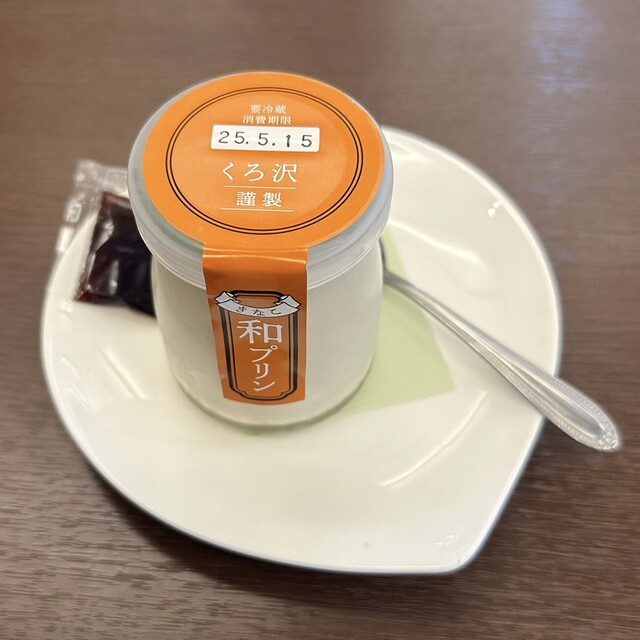 要冷蔵
消費期限
25.5.15
くろ沢
謹製
きなこ
和プリン